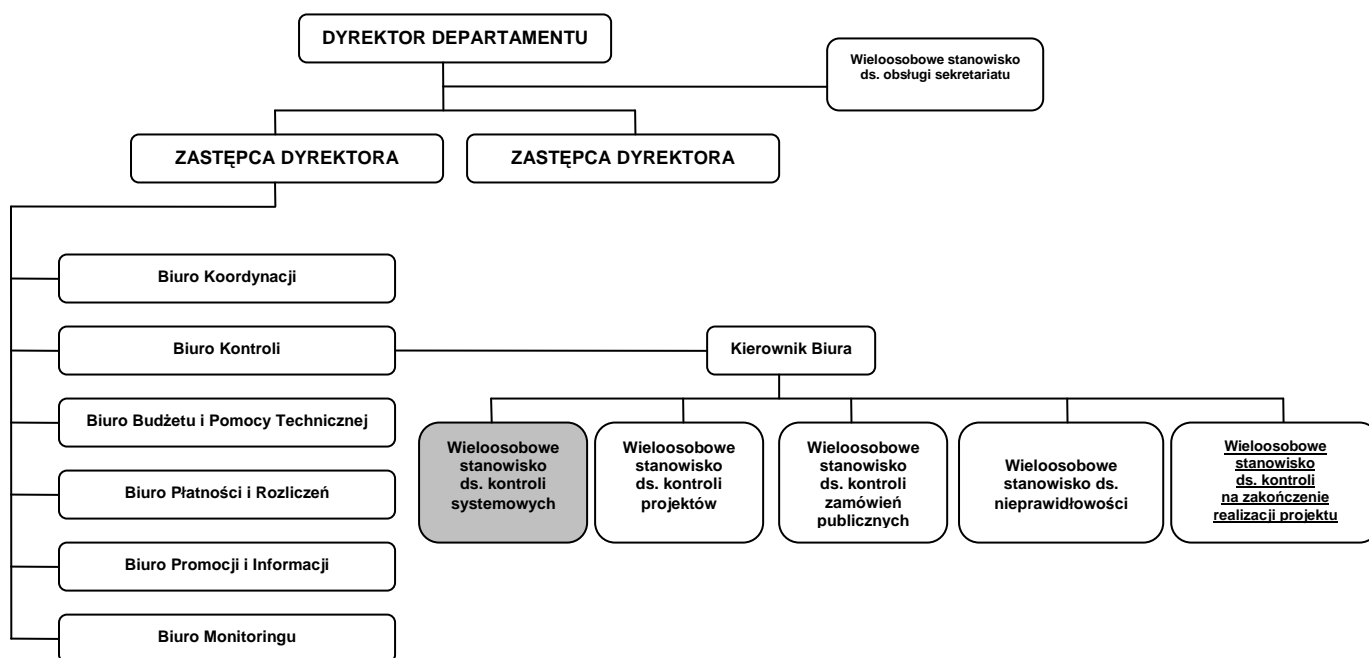 DYREKTOR DEPARTAMENTU
Wieloosobowe stanowisko
ds. obsługi sekretariatu
ZASTĘPCA DYREKTORA
ZASTĘPCA DYREKTORA
Biuro Koordynacji
Biuro Kontroli
Kierownik Biura
Biuro Budżetu i Pomocy Technicznej
Wieloosobowe
stanowisko
ds. kontroli
systemowych
Wieloosobowe
stanowisko
ds. kontroli
projektów
Wieloosobowe
stanowisko
ds. kontroli
zamówień
publicznych
Wieloosobowe
stanowisko ds.
nieprawidłowości
Wieloosobowe
stanowisko
ds. kontroli
na zakończenie
realizacji projektu
Biuro Płatności i Rozliczeń
Biuro Promocji i Informacji
Biuro Monitoringu